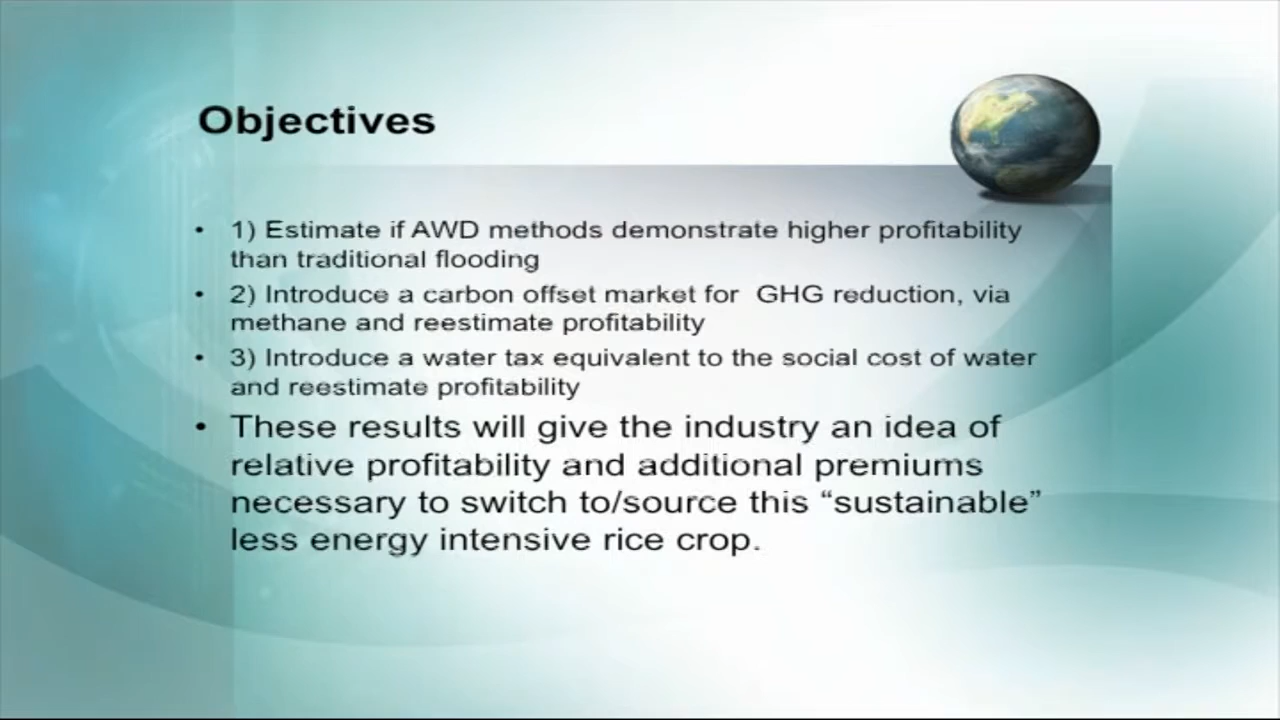 Objectives
• 1) Estimate if AWD methods demonstrate higher profitability
than traditional flooding
• 2) Introduce a carbon offset market for  GHG reduction, via
methane and reestimate profitability
• 3) Introduce a water tax equivalent to the social cost of water
and reestimate profitability
• These results will give the industry an idea of
relative profitability and additional premiums
necessary to switch to/source this “sustainable”
less energy intensive rice crop.